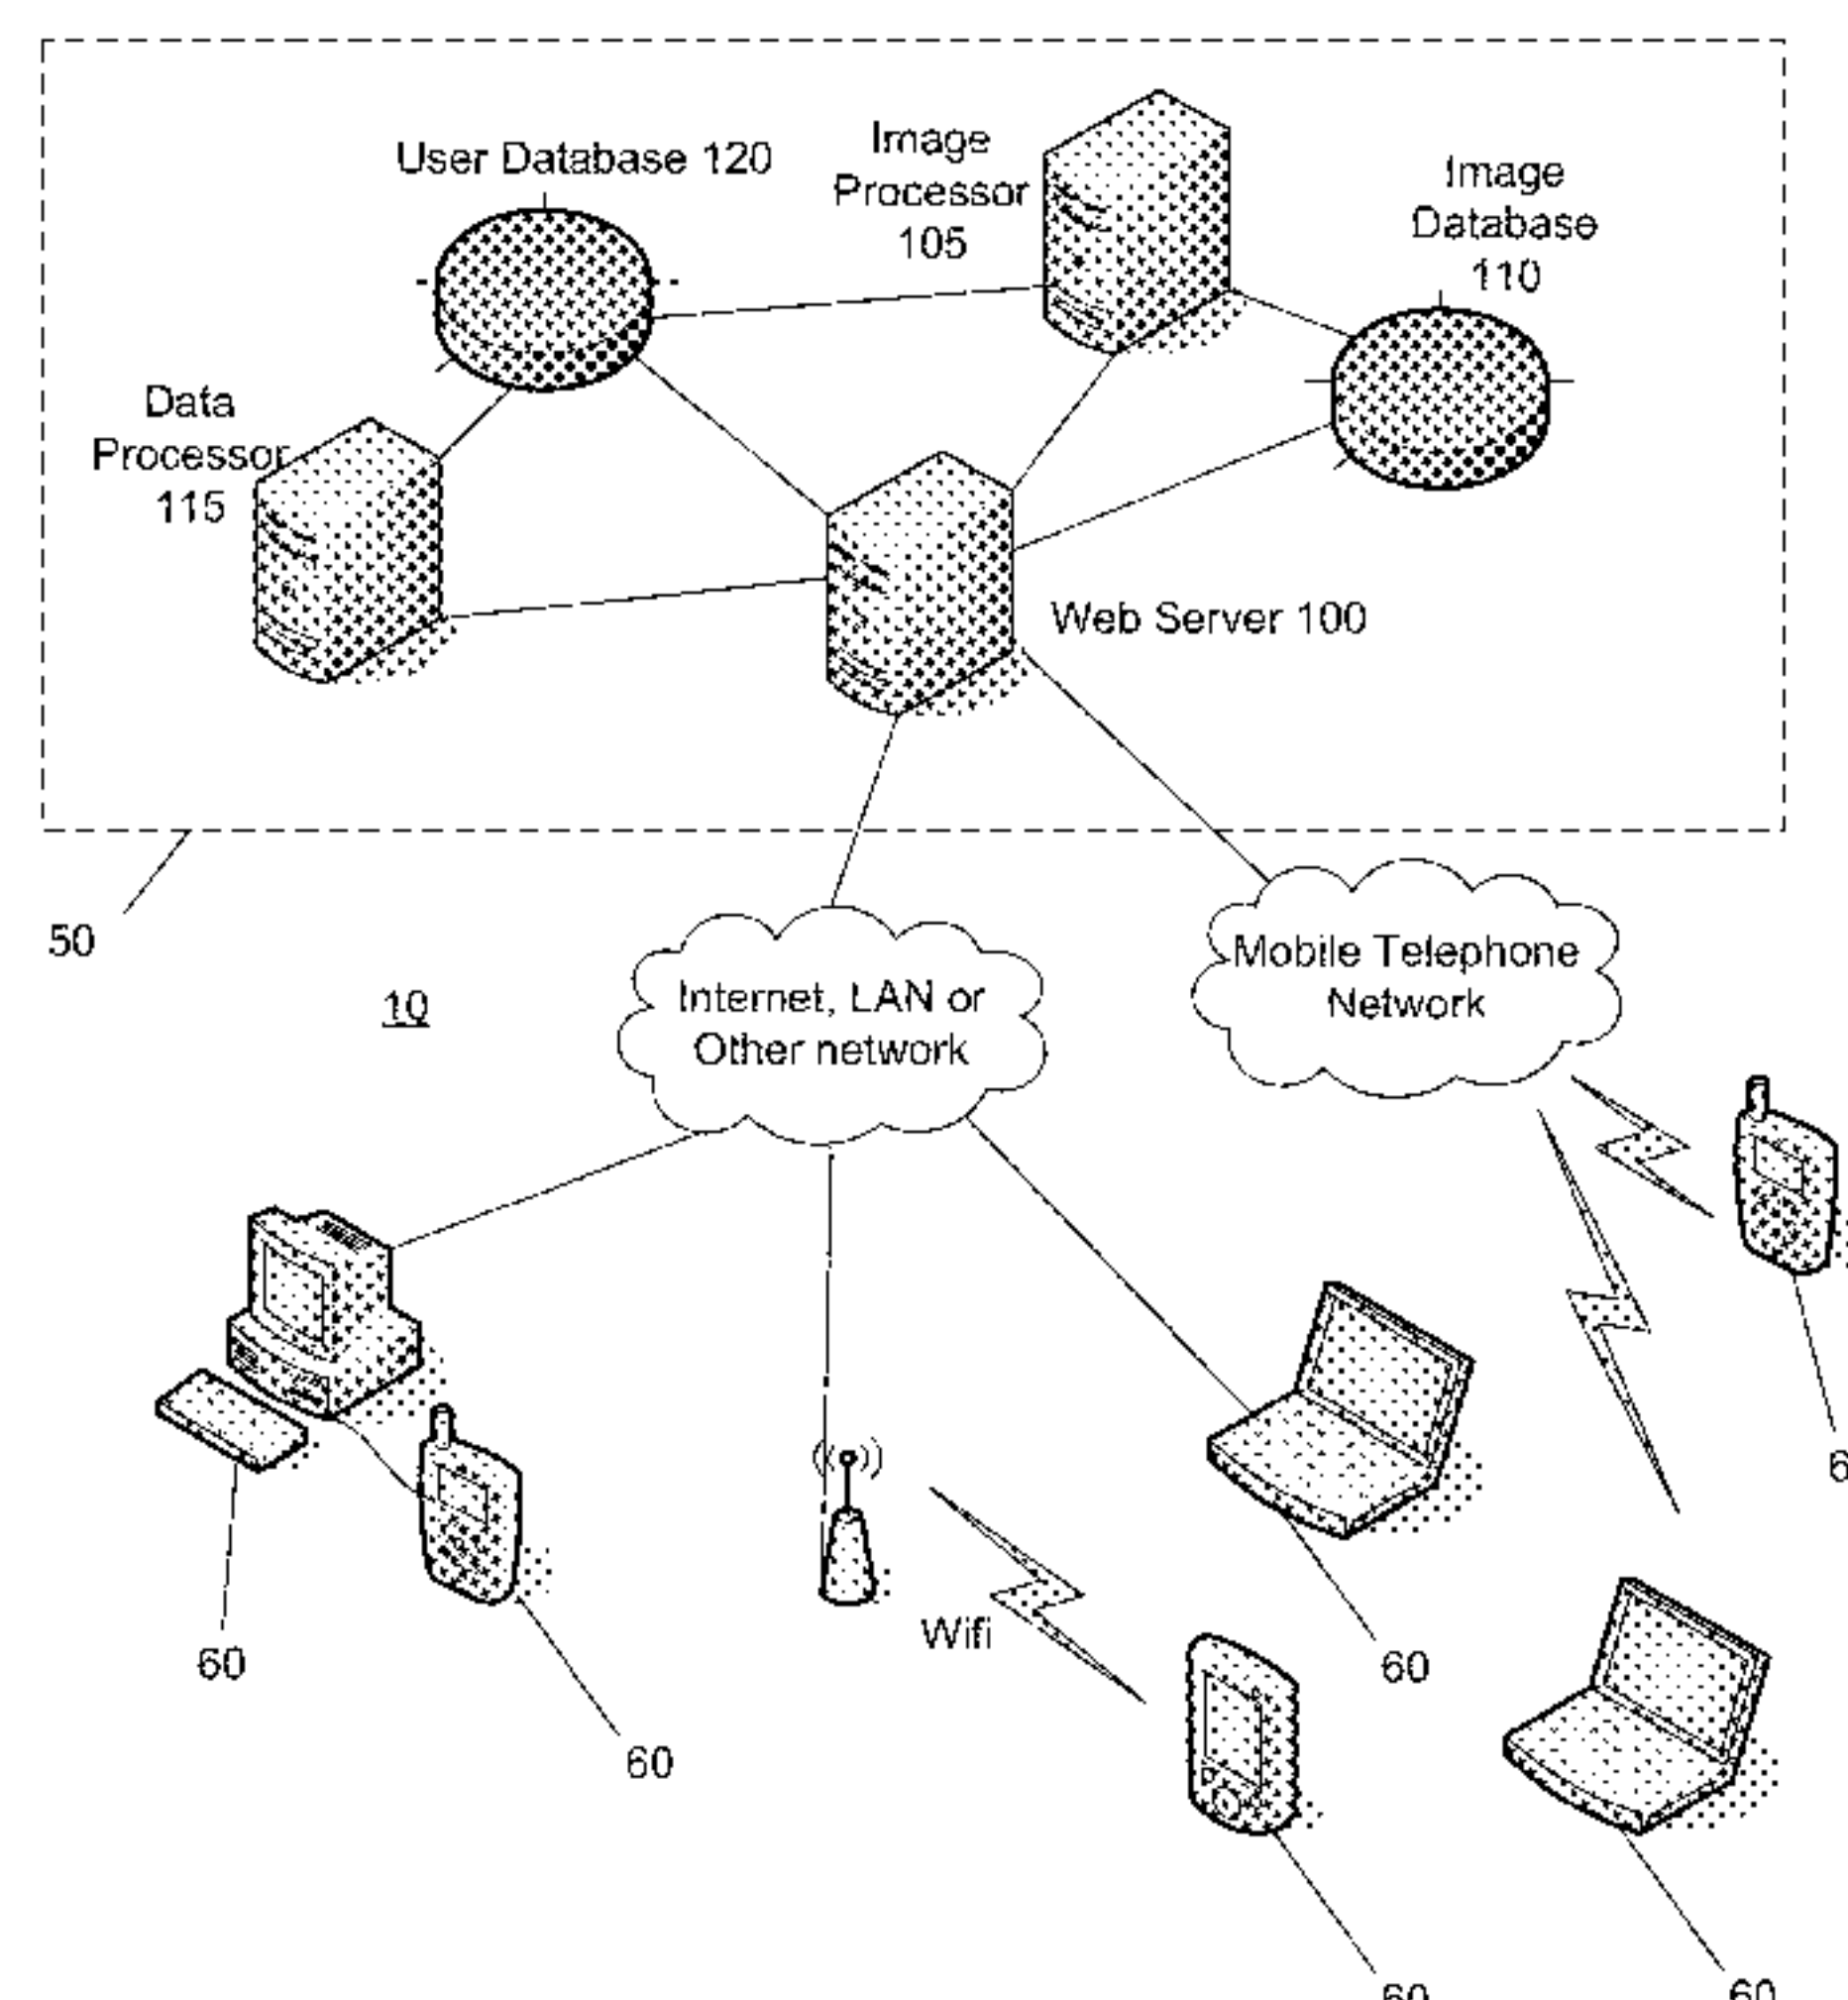 User Database 120
Image
Processor
105
Image
Database
110
Data
Processor
115
Web Server 100
50
10
Internet, LAN or
Other network
Mobile Telephone
Network
Wifi
60
60
60
60
60